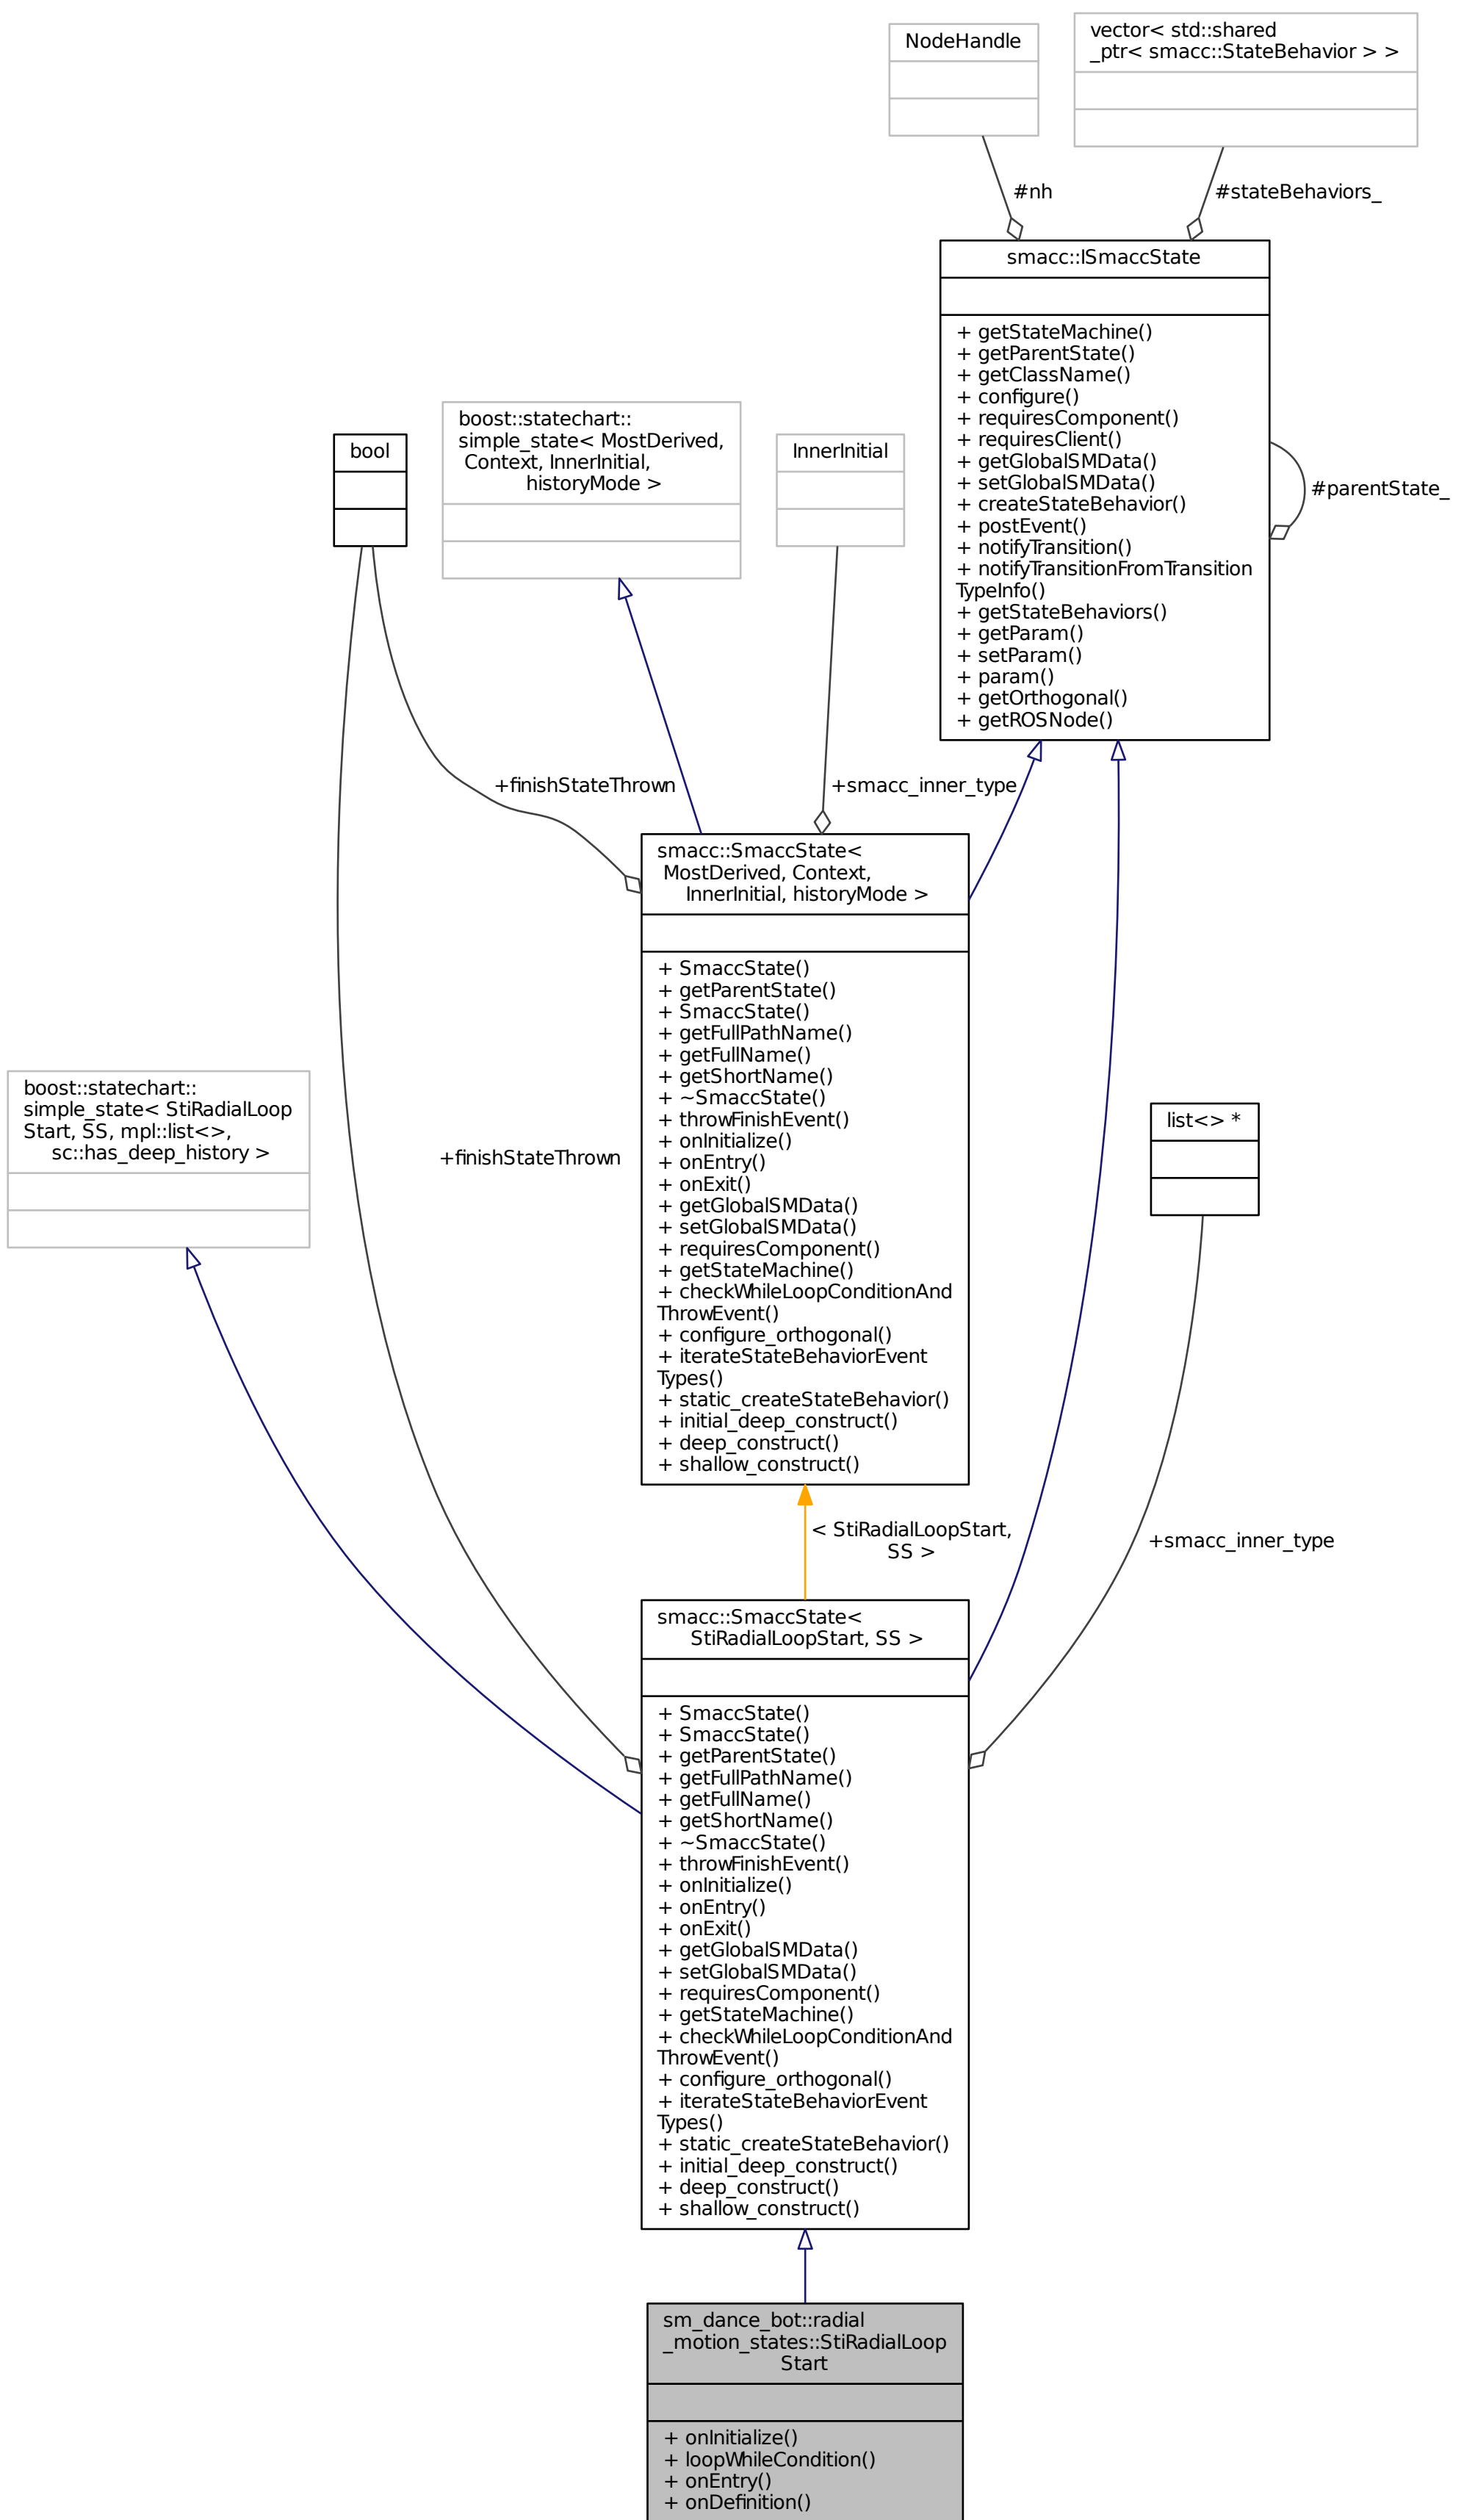 NodeHandle
vector< std::shared
_ptr< smacc::StateBehavior > >
#nh
#stateBehaviors_
smacc::ISmaccState
+ getStateMachine()
+ getParentState()
+ getClassName()
+ configure()
+ requiresComponent()
+ requiresClient()
+ getGlobalSMData()
+ setGlobalSMData()
+ createStateBehavior()
+ postEvent()
+ notifyTransition()
+ notifyTransitionFromTransition
TypeInfo()
+ getStateBehaviors()
+ getParam()
+ setParam()
+ param()
+ getOrthogonal()
+ getROSNode()
#parentState_
bool
boost::statechart::
simple_state< MostDerived,
Context, InnerInitial,
historyMode >
InnerInitial
+finishStateThrown
+smacc_inner_type
smacc::SmaccState<
MostDerived, Context,
InnerInitial, historyMode >
+ SmaccState()
+ getParentState()
+ SmaccState()
+ getFullPathName()
+ getFullName()
+ getShortName()
+ ~SmaccState()
+ throwFinishEvent()
+ onInitialize()
+ onEntry()
+ onExit()
+ getGlobalSMData()
+ setGlobalSMData()
+ requiresComponent()
+ getStateMachine()
+ checkWhileLoopConditionAnd
ThrowEvent()
+ configure_orthogonal()
+ iterateStateBehaviorEvent
Types()
+ static_createStateBehavior()
+ initial_deep_construct()
+ deep_construct()
+ shallow_construct()
boost::statechart::
simple_state< StiRadialLoop
Start, SS, mpl::list<>,
sc::has_deep_history >
+finishStateThrown
list<> *
< StiRadialLoopStart,
SS >
+smacc_inner_type
smacc::SmaccState<
StiRadialLoopStart, SS >
+ SmaccState()
+ SmaccState()
+ getParentState()
+ getFullPathName()
+ getFullName()
+ getShortName()
+ ~SmaccState()
+ throwFinishEvent()
+ onInitialize()
+ onEntry()
+ onExit()
+ getGlobalSMData()
+ setGlobalSMData()
+ requiresComponent()
+ getStateMachine()
+ checkWhileLoopConditionAnd
ThrowEvent()
+ configure_orthogonal()
+ iterateStateBehaviorEvent
Types()
+ static_createStateBehavior()
+ initial_deep_construct()
+ deep_construct()
+ shallow_construct()
sm_dance_bot::radial
_motion_states::StiRadialLoop
Start
+ onInitialize()
+ loopWhileCondition()
+ onEntry()
+ onDefinition()